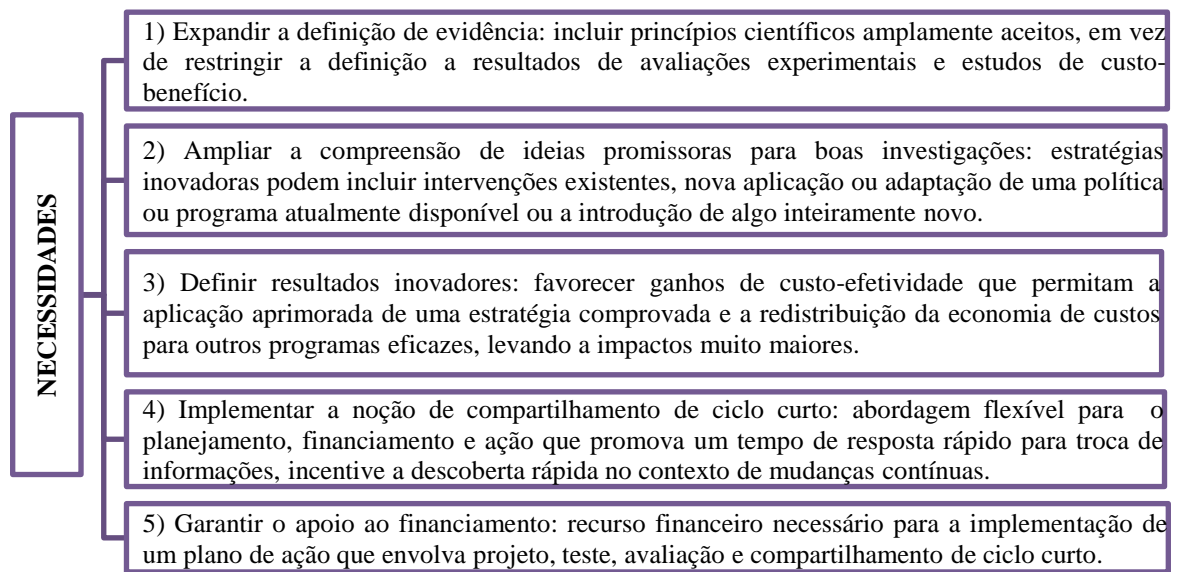 NECESSIDADES
1) Expandir a definição de evidência: incluir princípios científicos amplamente aceitos, em vez
de restringir a definição a resultados de avaliações experimentais e estudos de custo-
benefício.
2) Ampliar a compreensão de ideias promissoras para boas investigações: estratégias
inovadoras podem incluir intervenções existentes, nova aplicação ou adaptação de uma política
ou programa atualmente disponível ou a introdução de algo inteiramente novo.
3) Definir resultados inovadores: favorecer ganhos de custo-efetividade que permitam a
aplicação aprimorada de uma estratégia comprovada e a redistribuição da economia de custos
para outros programas eficazes, levando a impactos muito maiores.
4) Implementar a noção de compartilhamento de ciclo curto: abordagem flexível para o
planejamento, financiamento e ação que promova um tempo de resposta rápido para troca de
informações, incentive a descoberta rápida no contexto de mudanças contínuas.
5) Garantir o apoio ao financiamento: recurso financeiro necessário para a implementação de
um plano de ação que envolva projeto, teste, avaliação e compartilhamento de ciclo curto.